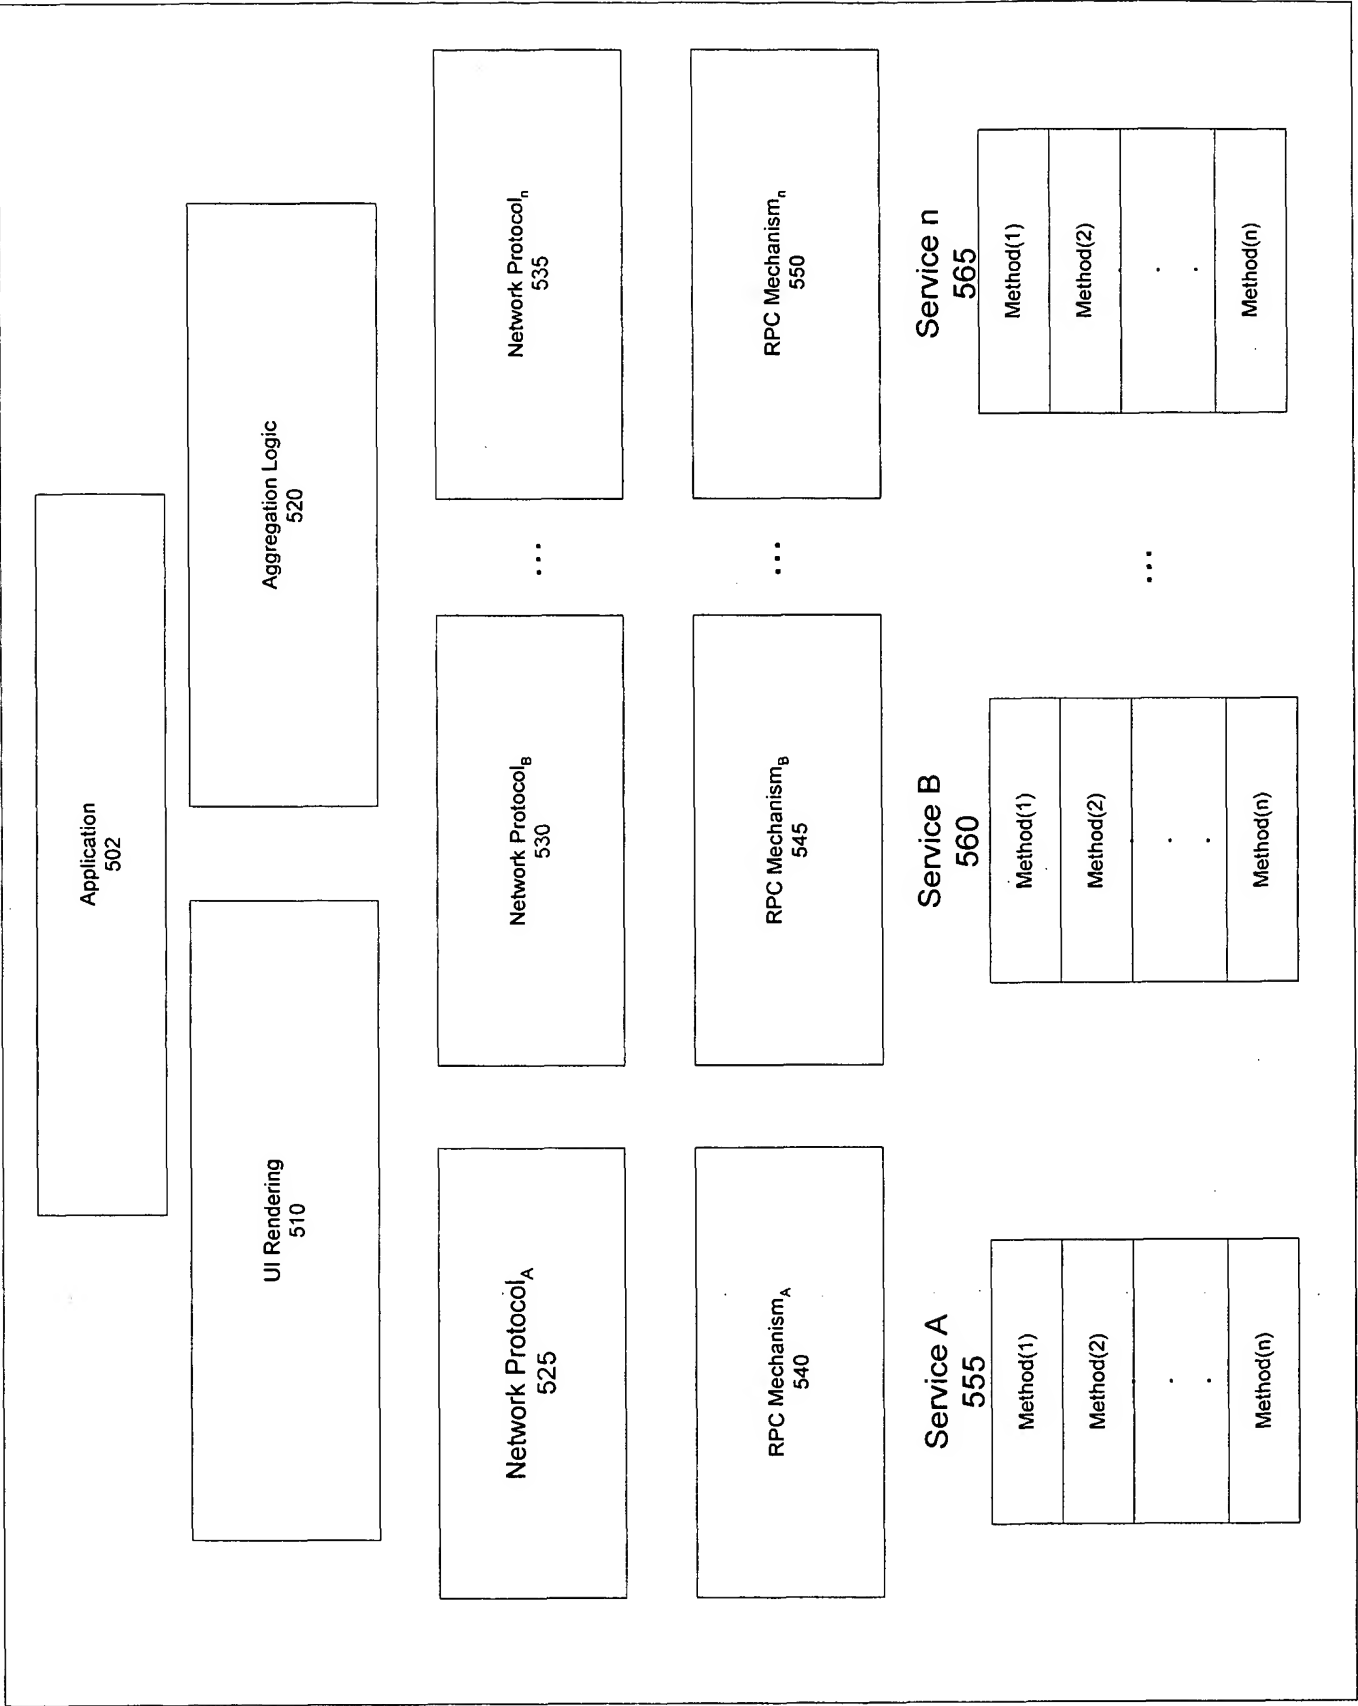 Application
502
UI Rendering
510
Aggregation Logic
520
Network Protocol_A
525
Network Protocol_B
530
...
Network Protocol_n
535
RPC Mechanism_A
540
RPC Mechanism_B
545
...
RPC Mechanism_n
550
Service A
555
Method(1)
Method(2)
.
.
Method(n)
Service B
560
Method(1)
Method(2)
.
.
Method(n)
...
Service n
565
Method(1)
Method(2)
.
.
Method(n)